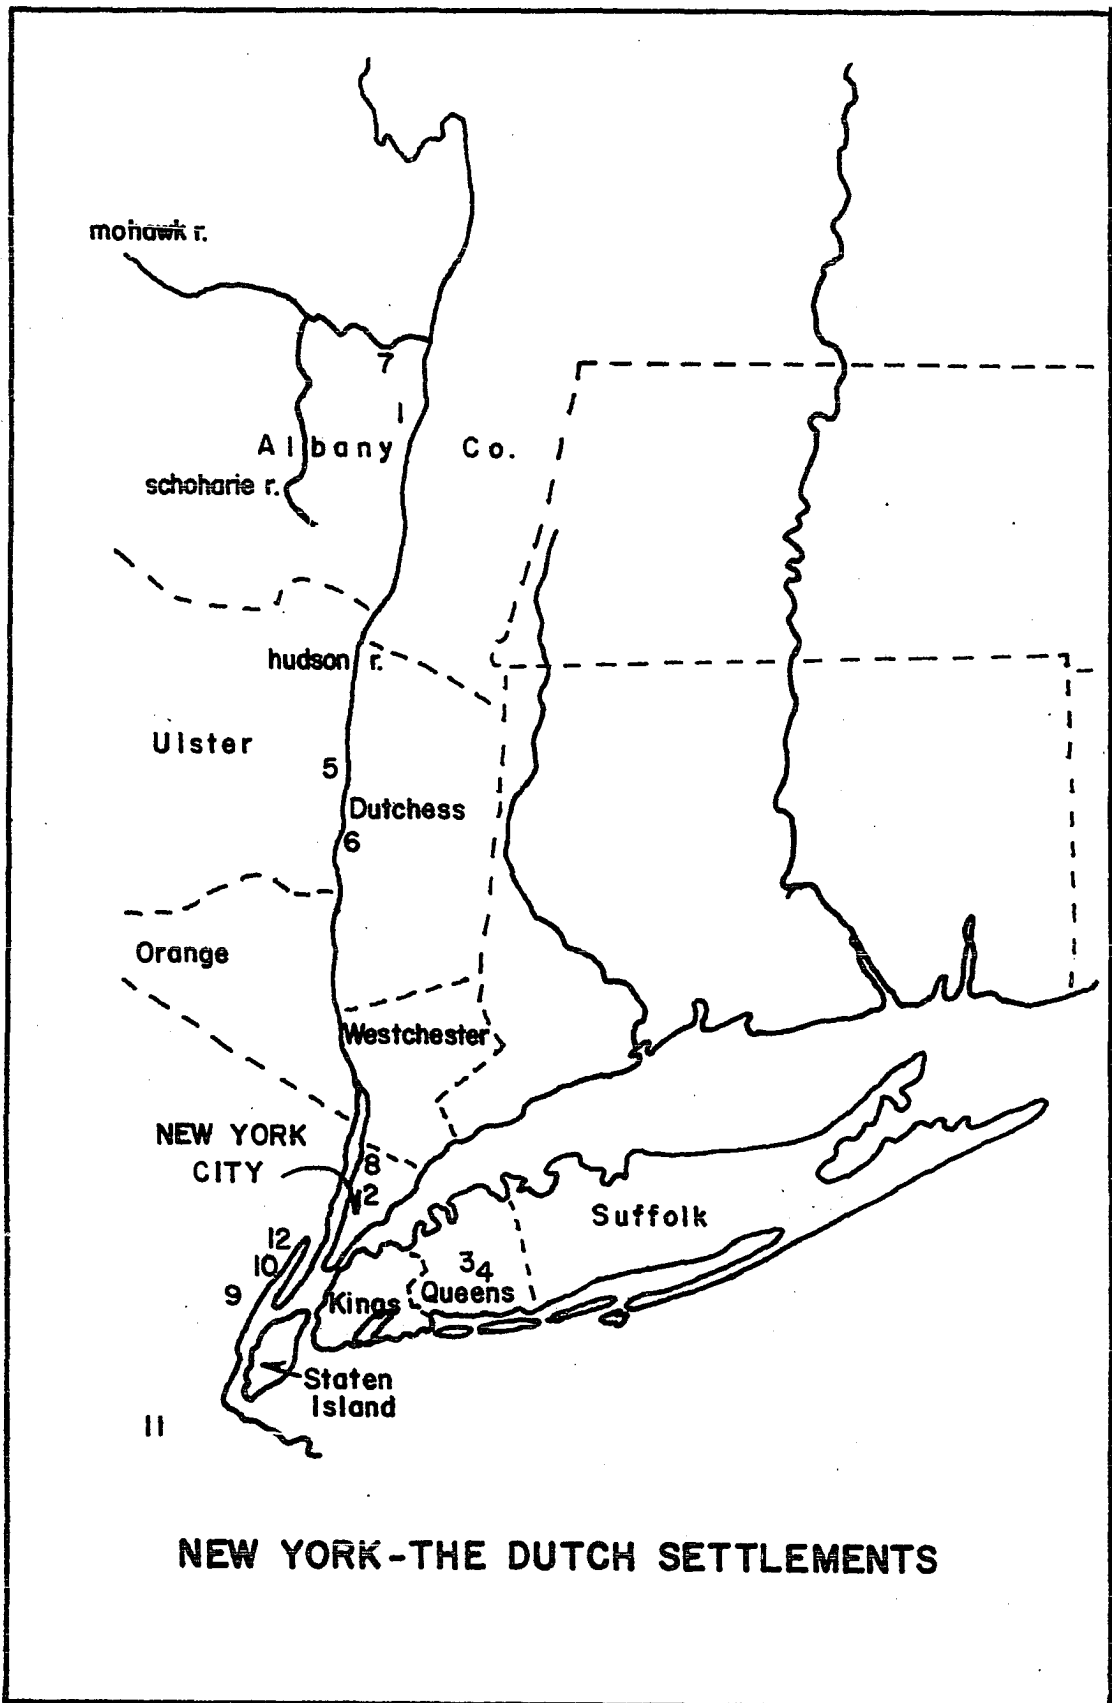 mohawk r.
7
1
Albany Co.
schoharie r.
hudson r.
Ulster
5
Dutchess
6
Orange
Westchester
NEW YORK
CITY
8
2
Suffolk
12
10
9
3
4
Queens
Kings
Staten
Island
11
NEW YORK-THE DUTCH SETTLEMENTS